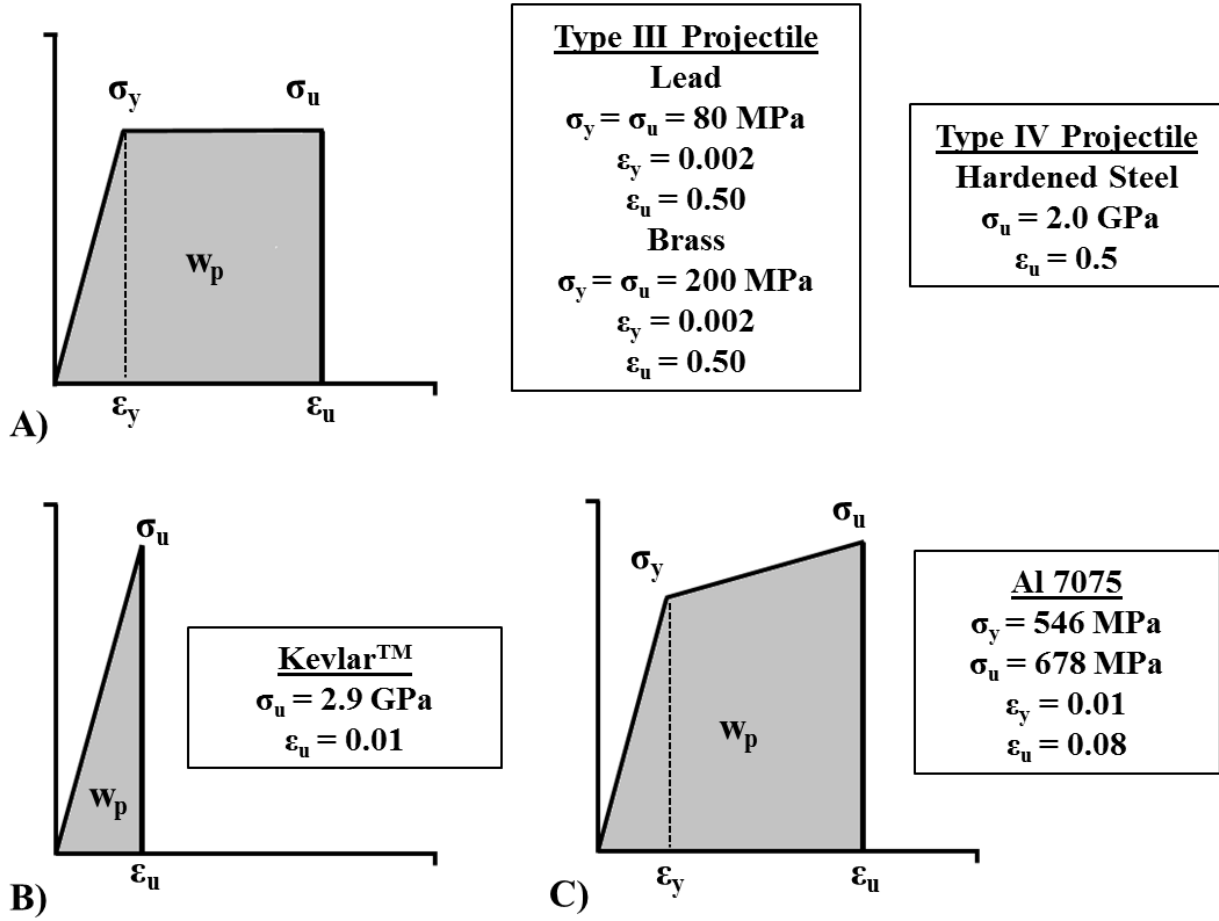 σy
σu
wp
εy
εu
A)
Type III Projectile
Lead
σy = σu = 80 MPa
εy = 0.002
εu = 0.50
Brass
σy = σu = 200 MPa
εy = 0.002
εu = 0.50
Type IV Projectile
Hardened Steel
σu = 2.0 GPa
εu = 0.5
σu
wp
εu
B)
Kevlar™
σu = 2.9 GPa
εu = 0.01
σy
σu
wp
εy
εu
C)
Al 7075
σy = 546 MPa
σu = 678 MPa
εy = 0.01
εu = 0.08